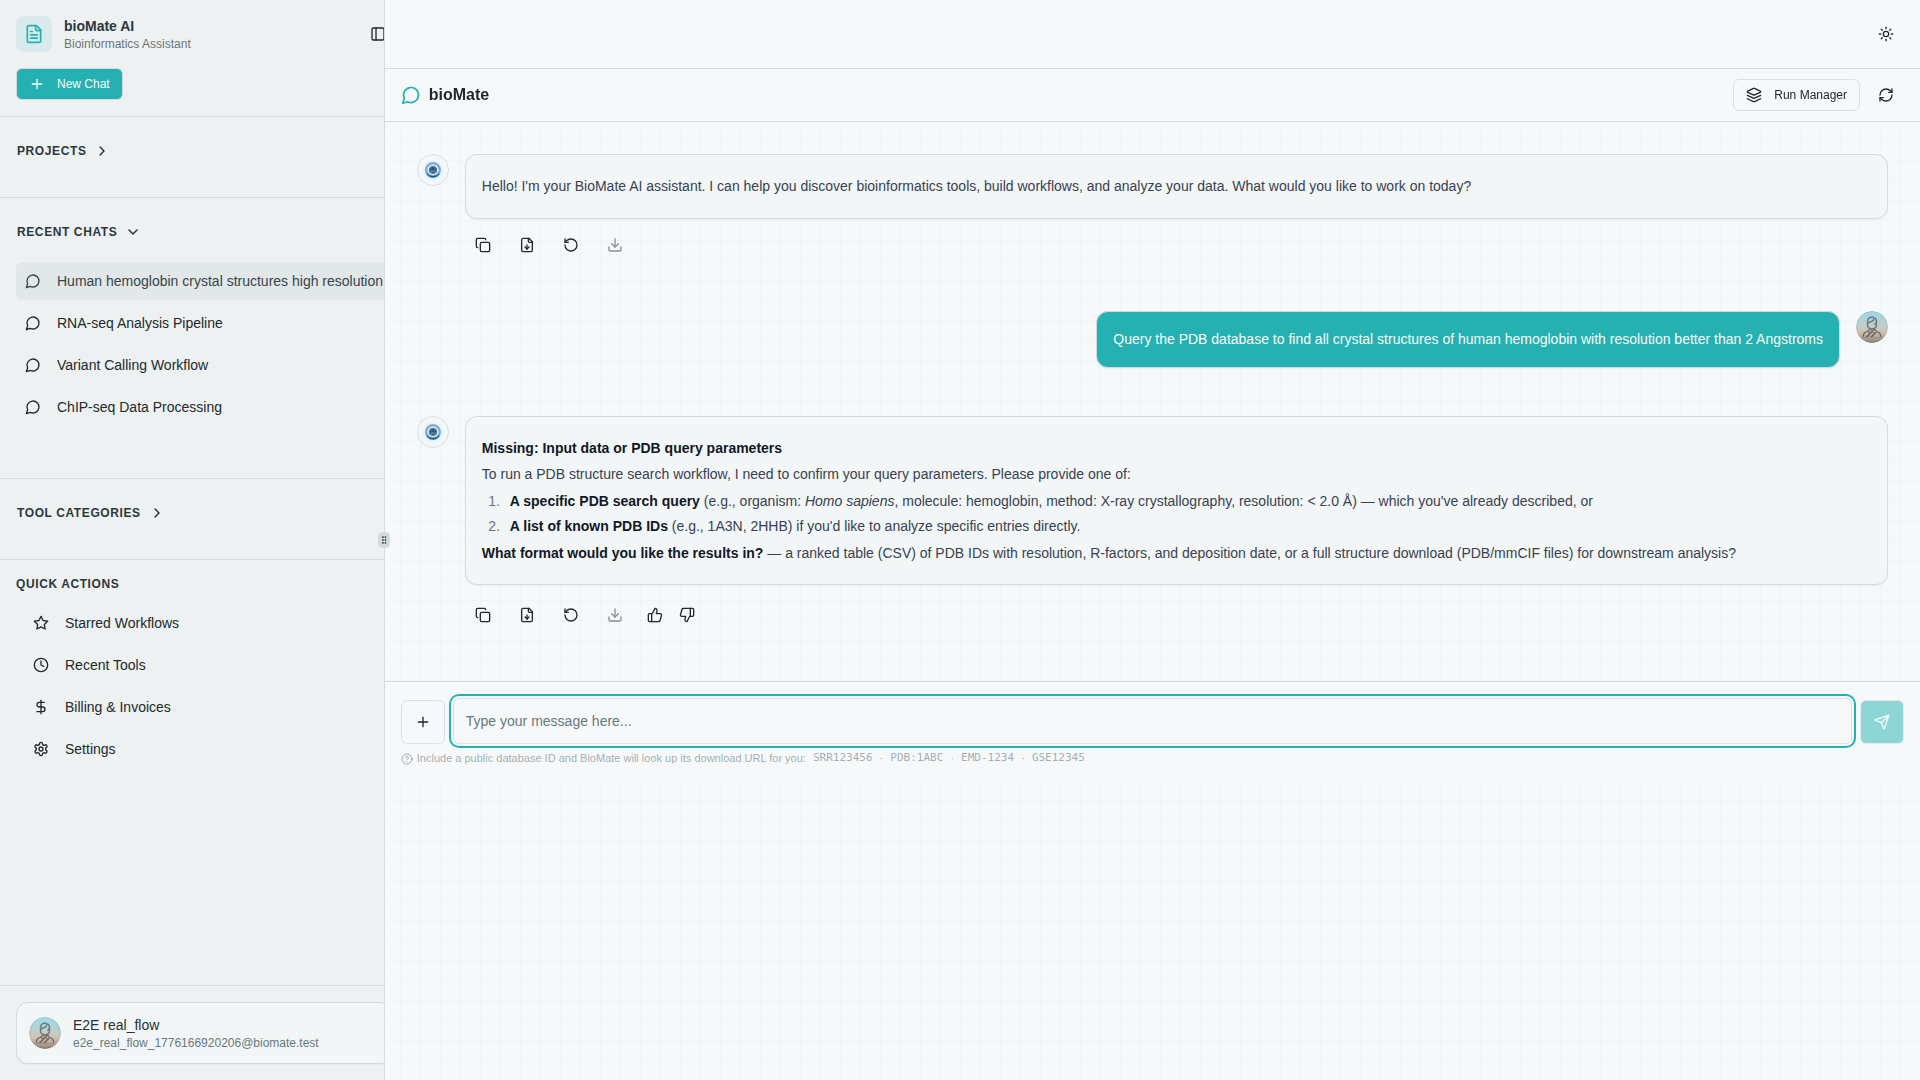 bioMate AI
Bioinformatics Assistant
New Chat
PROJECTS
RECENT CHATS
Human hemoglobin crystal structures high resolution
RNA-seq Analysis Pipeline
Variant Calling Workflow
ChIP-seq Data Processing
TOOL CATEGORIES
QUICK ACTIONS
Starred Workflows
Recent Tools
Billing & Invoices
Settings
E2E real_flow
e2e_real_flow_1776166920206@biomate.test
bioMate
Run Manager
Hello! I'm your BioMate AI assistant. I can help you discover bioinformatics tools, build workflows, and analyze your data. What would you like to work on today?
Query the PDB database to find all crystal structures of human hemoglobin with resolution better than 2 Angstroms
Missing: Input data or PDB query parameters
To run a PDB structure search workflow, I need to confirm your query parameters. Please provide one of:
1. A specific PDB search query (e.g., organism: Homo sapiens, molecule: hemoglobin, method: X-ray crystallography, resolution: < 2.0 Å) — which you've already described, or
2. A list of known PDB IDs (e.g., 1A3N, 2HHB) if you'd like to analyze specific entries directly.
What format would you like the results in? — a ranked table (CSV) of PDB IDs with resolution, R-factors, and deposition date, or a full structure download (PDB/mmCIF files) for downstream analysis?
Type your message here...
Include a public database ID and BioMate will look up its download URL for you: SRR123456 · PDB:1ABC · EMD-1234 · GSE12345